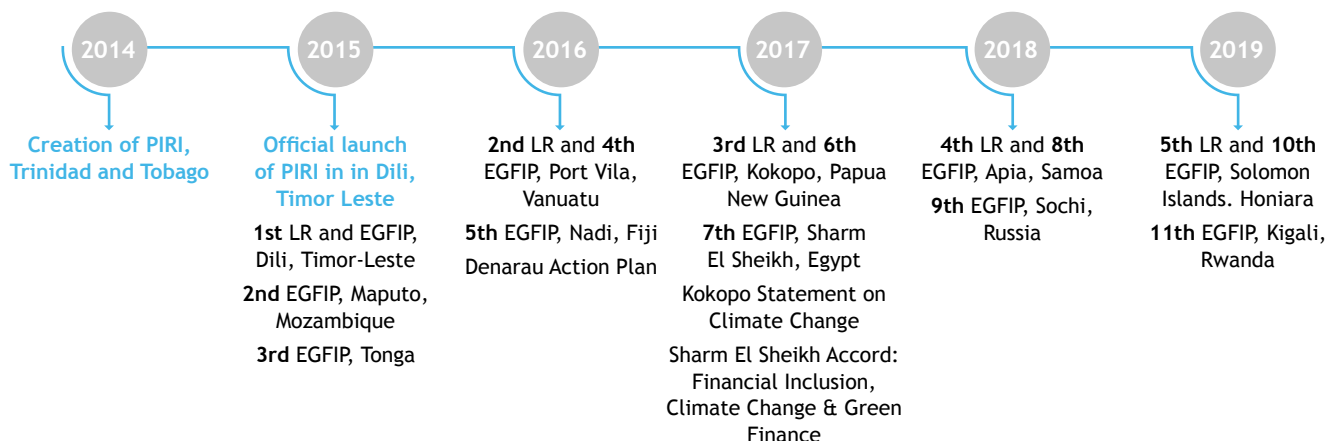 2014
2015
2016
2017
2018
2019
Creation of PIRI,
Trinidad and Tobago
Official launch
of PIRI in in Dili,
Timor Leste
1st LR and EGFIP,
Dili, Timor-Leste
2nd EGFIP, Maputo,
Mozambique
3rd EGFIP, Tonga
2nd LR and 4th
EGFIP, Port Vila,
Vanuatu
5th EGFIP, Nadi, Fiji
Denarau Action Plan
3rd LR and 6th
EGFIP, Kokopo, Papua
New Guinea
7th EGFIP, Sharm
El Sheikh, Egypt
Kokopo Statement on
Climate Change
Sharm El Sheikh Accord:
Financial Inclusion,
Climate Change & Green
Finance
4th LR and 8th
EGFIP, Apia, Samoa
9th EGFIP, Sochi,
Russia
5th LR and 10th
EGFIP, Solomon
Islands. Honiara
11th EGFIP, Kigali,
Rwanda